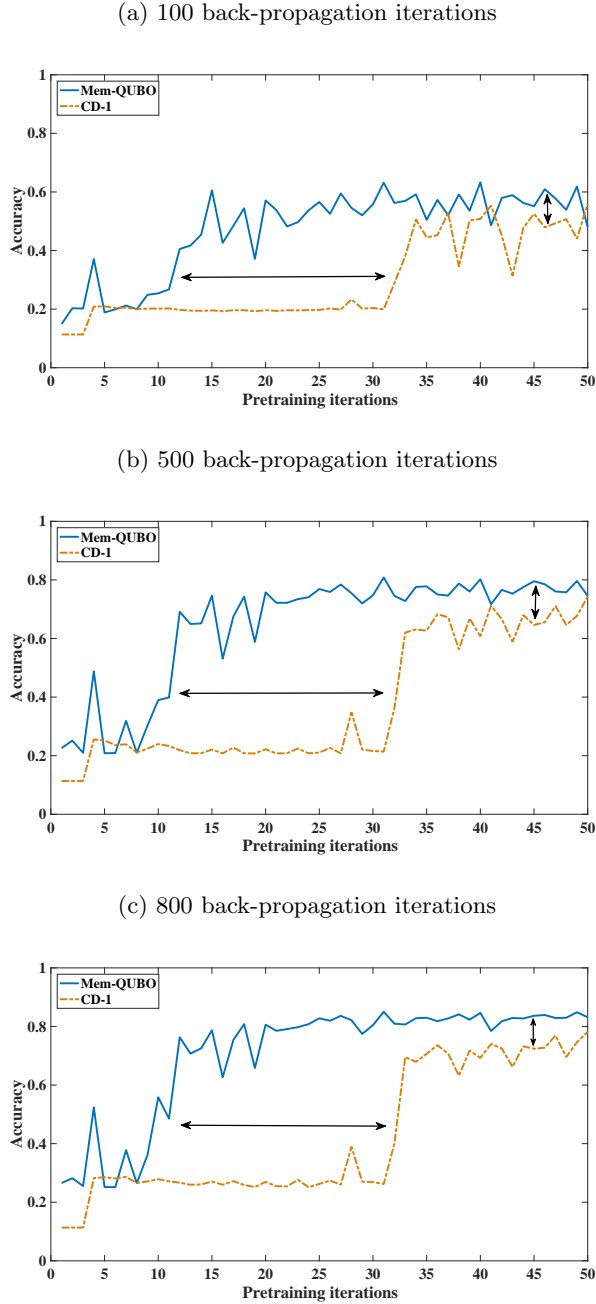 (a) 100 back-propagation iterations
1
Mem-QUBO
CD-1
0.8
0.6
Accuracy
0.4
0.2
0
0 5 10 15 20 25 30 35 40 45 50
Pretraining iterations
(b) 500 back-propagation iterations
1
Mem-QUBO
CD-1
0.8
0.6
Accuracy
0.4
0.2
0
0 5 10 15 20 25 30 35 40 45 50
Pretraining iterations
(c) 800 back-propagation iterations
1
Mem-QUBO
CD-1
0.8
0.6
Accuracy
0.4
0.2
0
0 5 10 15 20 25 30 35 40 45 50
Pretraining iterations